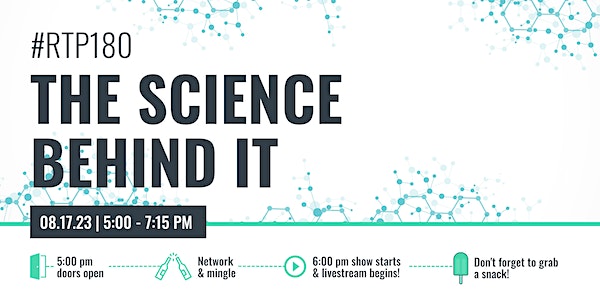 #RTP180
THE SCIENCE
BEHIND IT
08.17.23 | 5:00 - 7:15 PM
5:00 pm
doors open
Network
& mingle
6:00 pm show starts
& livestream begins!
Don't forget to grab
a snack!